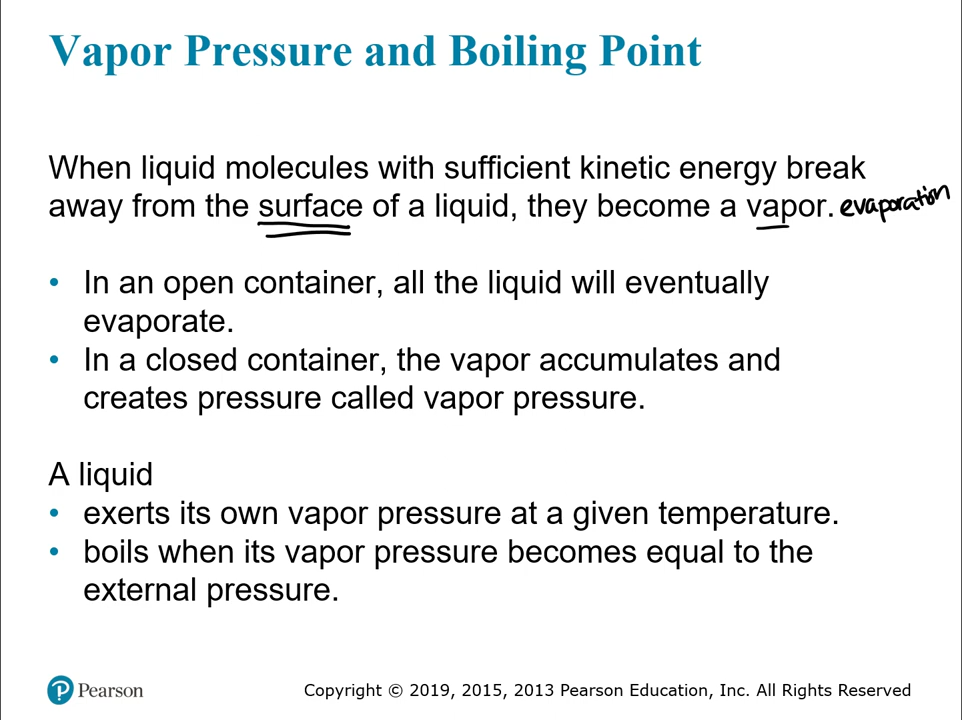 Vapor Pressure and Boiling Point
When liquid molecules with sufficient kinetic energy break
away from the surface of a liquid, they become a vapor. evaporation
• In an open container, all the liquid will eventually
evaporate.
• In a closed container, the vapor accumulates and
creates pressure called vapor pressure.
A liquid
• exerts its own vapor pressure at a given temperature.
• boils when its vapor pressure becomes equal to the
external pressure.
Pearson
Copyright © 2019, 2015, 2013 Pearson Education, Inc. All Rights Reserved